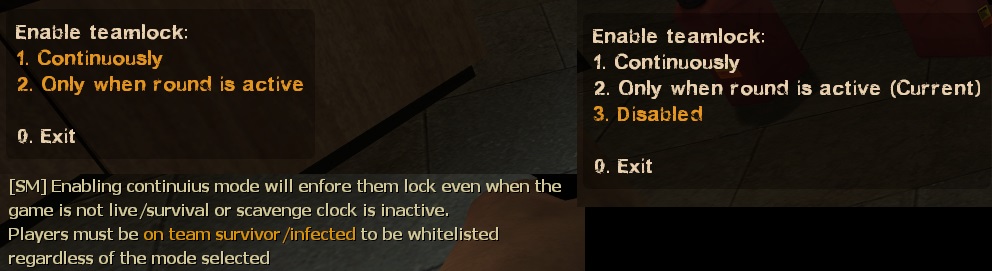 Enable teamlock:
1. Continuously
2. Only when round is active
0. Exit
[SM] Enabling continuius mode will enfore them lock even when the
game is not live/survival or scavenge clock is inactive.
Players must be on team survivor/infected to be whitelisted
regardless of the mode selected
Enable teamlock:
1. Continuously
2. Only when round is active (Current)
3. Disabled
0. Exit